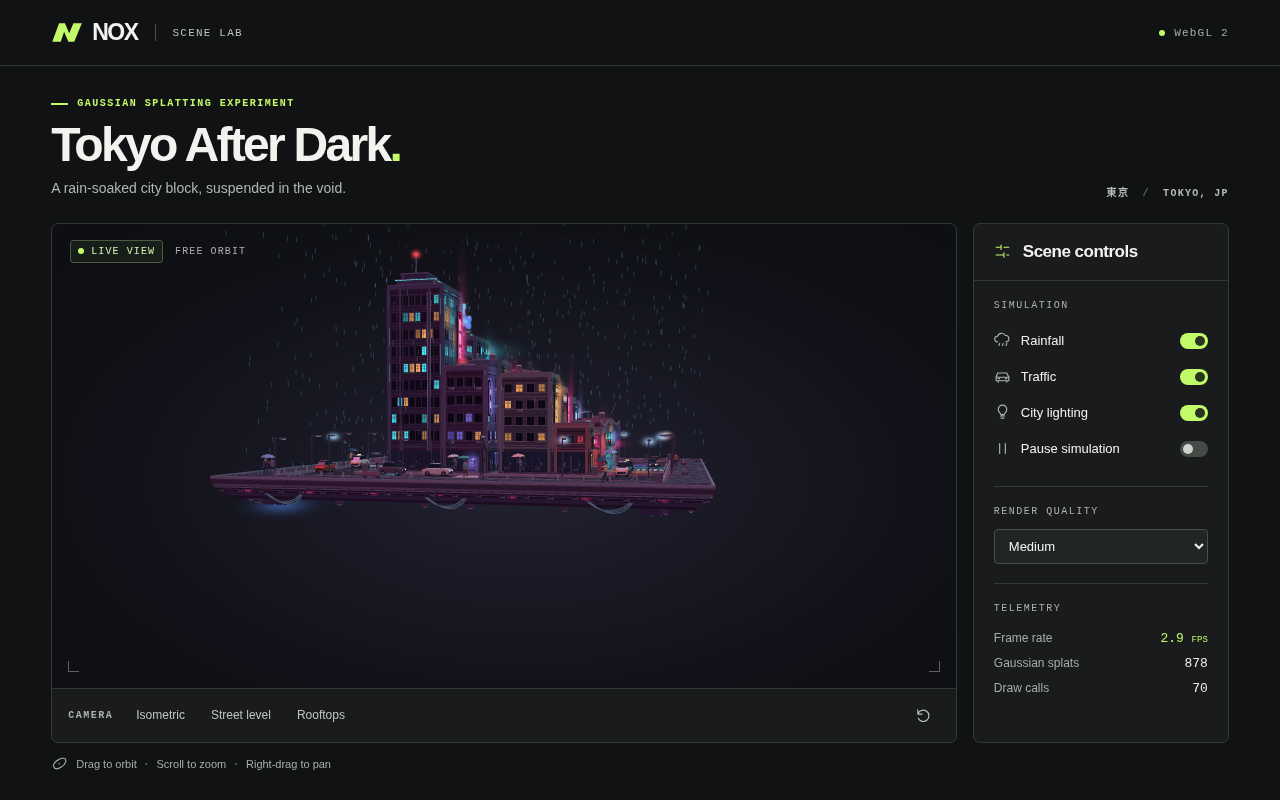 NOX
SCENE LAB
WebGL 2
GAUSSIAN SPLATTING EXPERIMENT
Tokyo After Dark.
A rain-soaked city block, suspended in the void.
東京 / TOKYO, JP
LIVE VIEW
FREE ORBIT
Scene controls
SIMULATION
Rainfall
Traffic
City lighting
Pause simulation
RENDER QUALITY
Medium
TELEMETRY
Frame rate 2.9 FPS
Gaussian splats 878
Draw calls 70
CAMERA Isometric Street level Rooftops
Drag to orbit · Scroll to zoom · Right-drag to pan